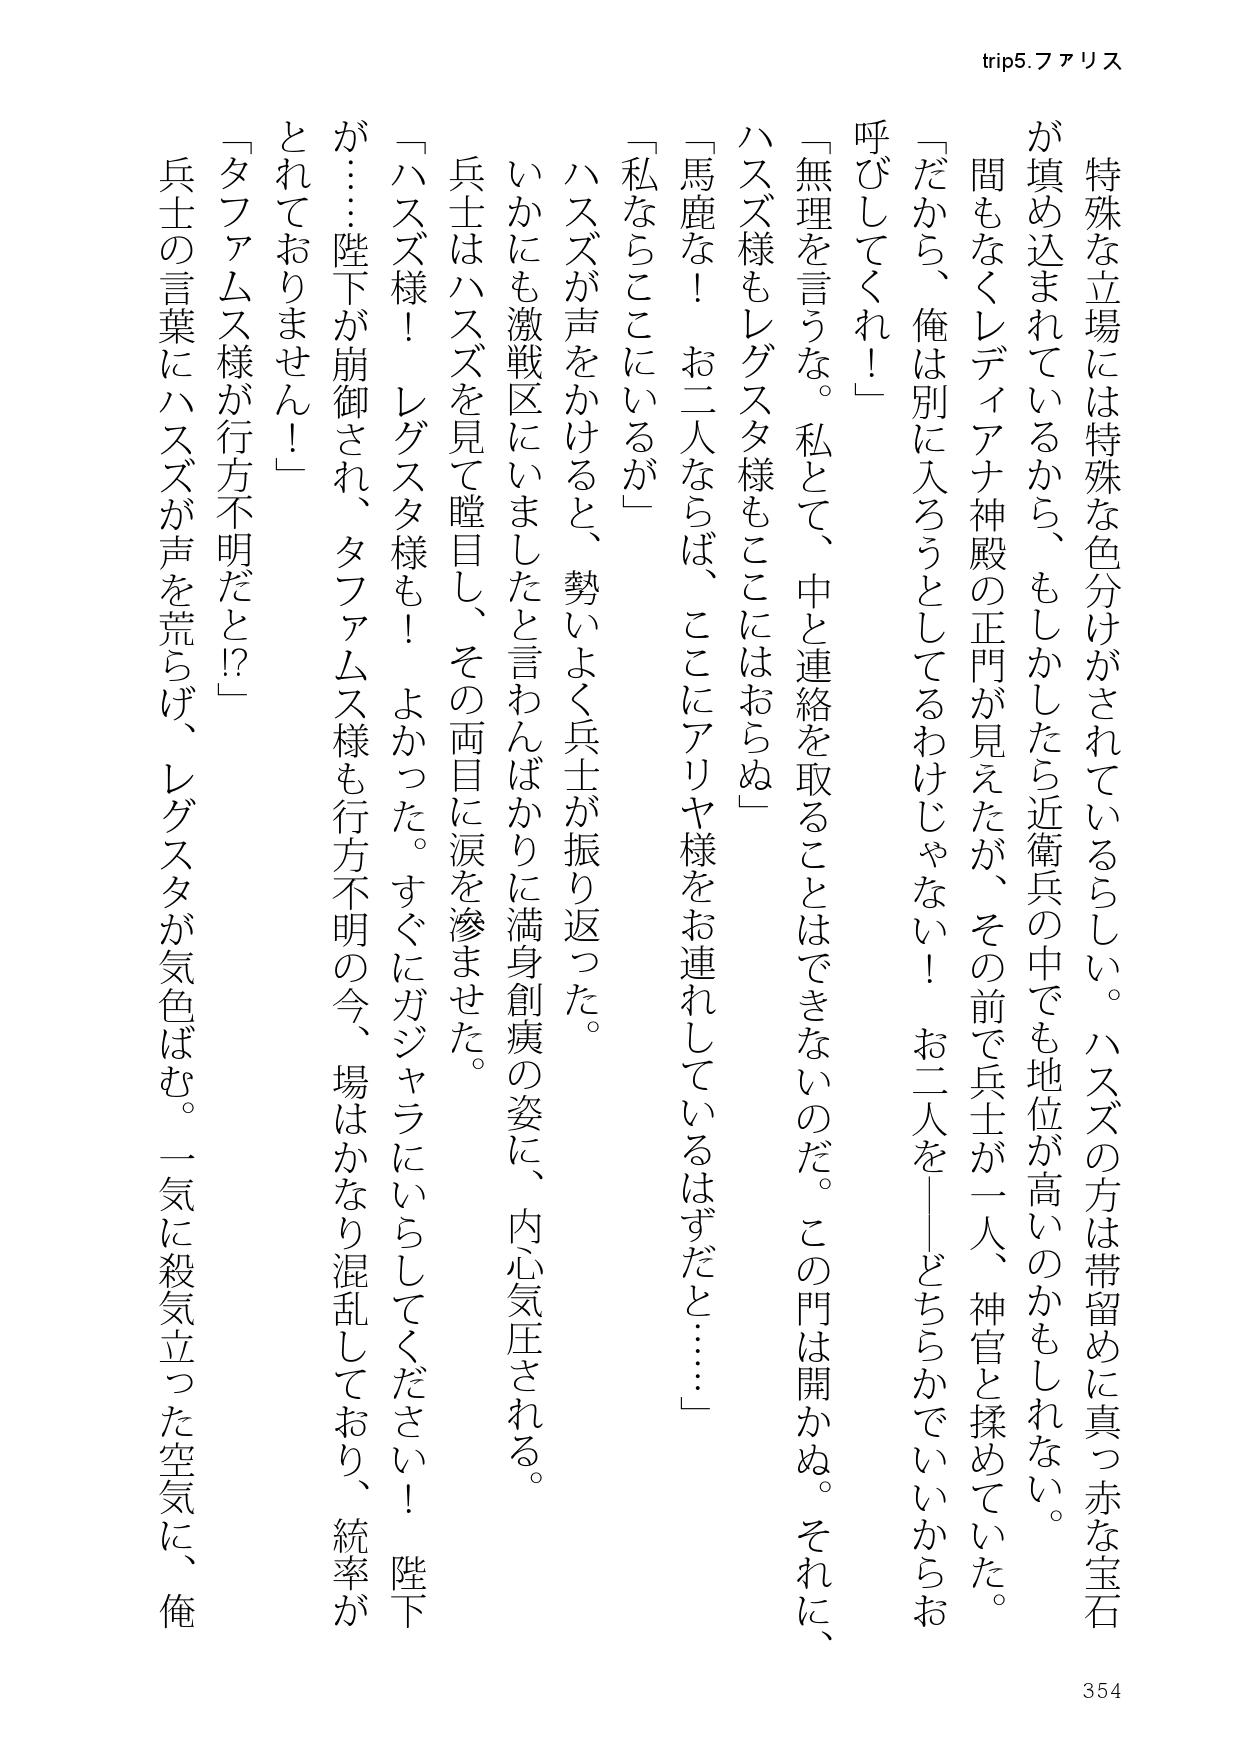 trip5.ファリス
　特殊な立場には特殊な色分けがされているらしい。ハスズの方は帯留めに真っ赤な宝石
が填め込まれているから、もしかしたら近衛兵の中でも地位が高いのかもしれない。
　間もなくレディアナ神殿の正門が見えたが、その前で兵士が一人、神官と揉めていた。
「だから、俺は別に入ろうとしてるわけじゃない！　お二人を――どちらかでいいからお
呼びしてくれ！」
「無理を言うな。私とて、中と連絡を取ることはできないのだ。この門は開かぬ。それに、
ハスズ様もレグスタ様もここにはおらぬ」
「馬鹿な！　お二人ならば、ここにアリヤ様をお連れしているはずだと……」
「私ならここにいるが」
　ハスズが声をかけると、勢いよく兵士が振り返った。
　いかにも激戦区にいましたと言わんばかりに満身創痍の姿に、内心気圧される。
　兵士はハスズを見て瞠目し、その両目に涙を滲ませた。
「ハスズ様！　レグスタ様も！　よかった。すぐにガジャラにいらしてください！　陛下
が……陛下が崩御され、タファムス様も行方不明の今、場はかなり混乱しており、統率が
とれておりません！」
「タファムス様が行方不明だと!?」
　兵士の言葉にハスズが声を荒らげ、レグスタが気色ばむ。一気に殺気立った空気に、俺
354